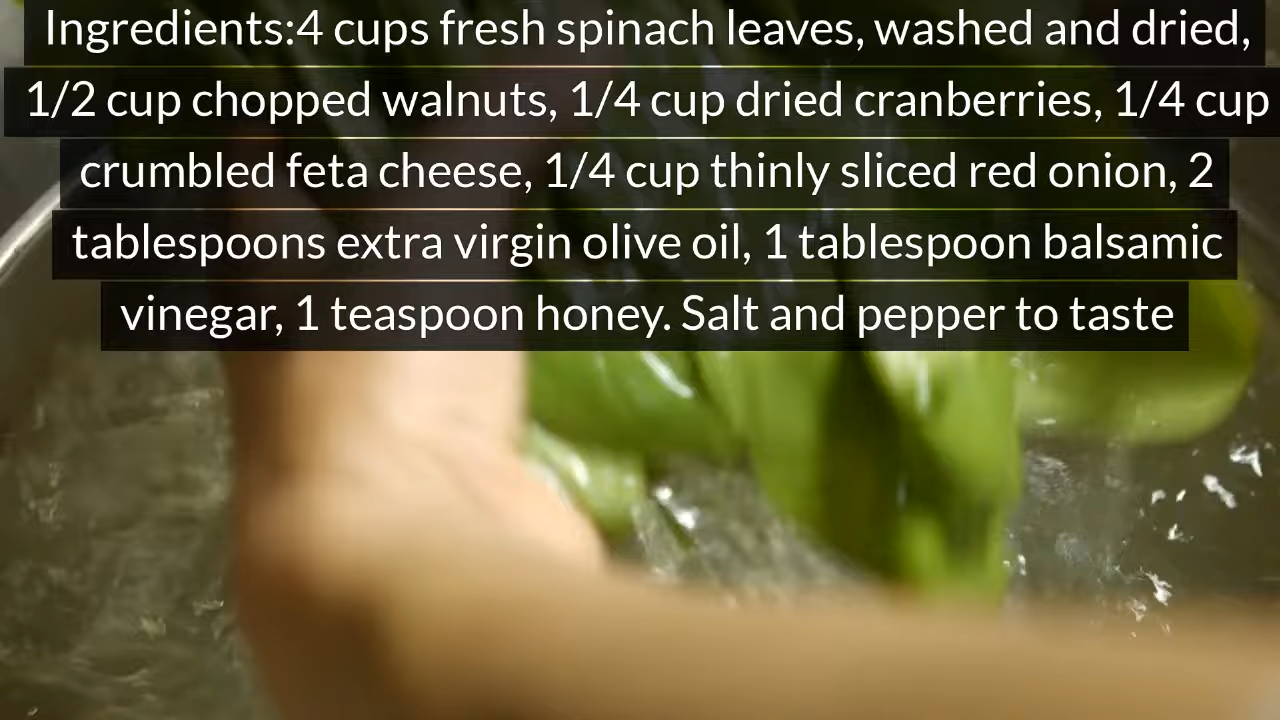 Ingredients:4 cups fresh spinach leaves, washed and dried,
1/2 cup chopped walnuts, 1/4 cup dried cranberries, 1/4 cup
crumbled feta cheese, 1/4 cup thinly sliced red onion, 2
tablespoons extra virgin olive oil, 1 tablespoon balsamic
vinegar, 1 teaspoon honey. Salt and pepper to taste